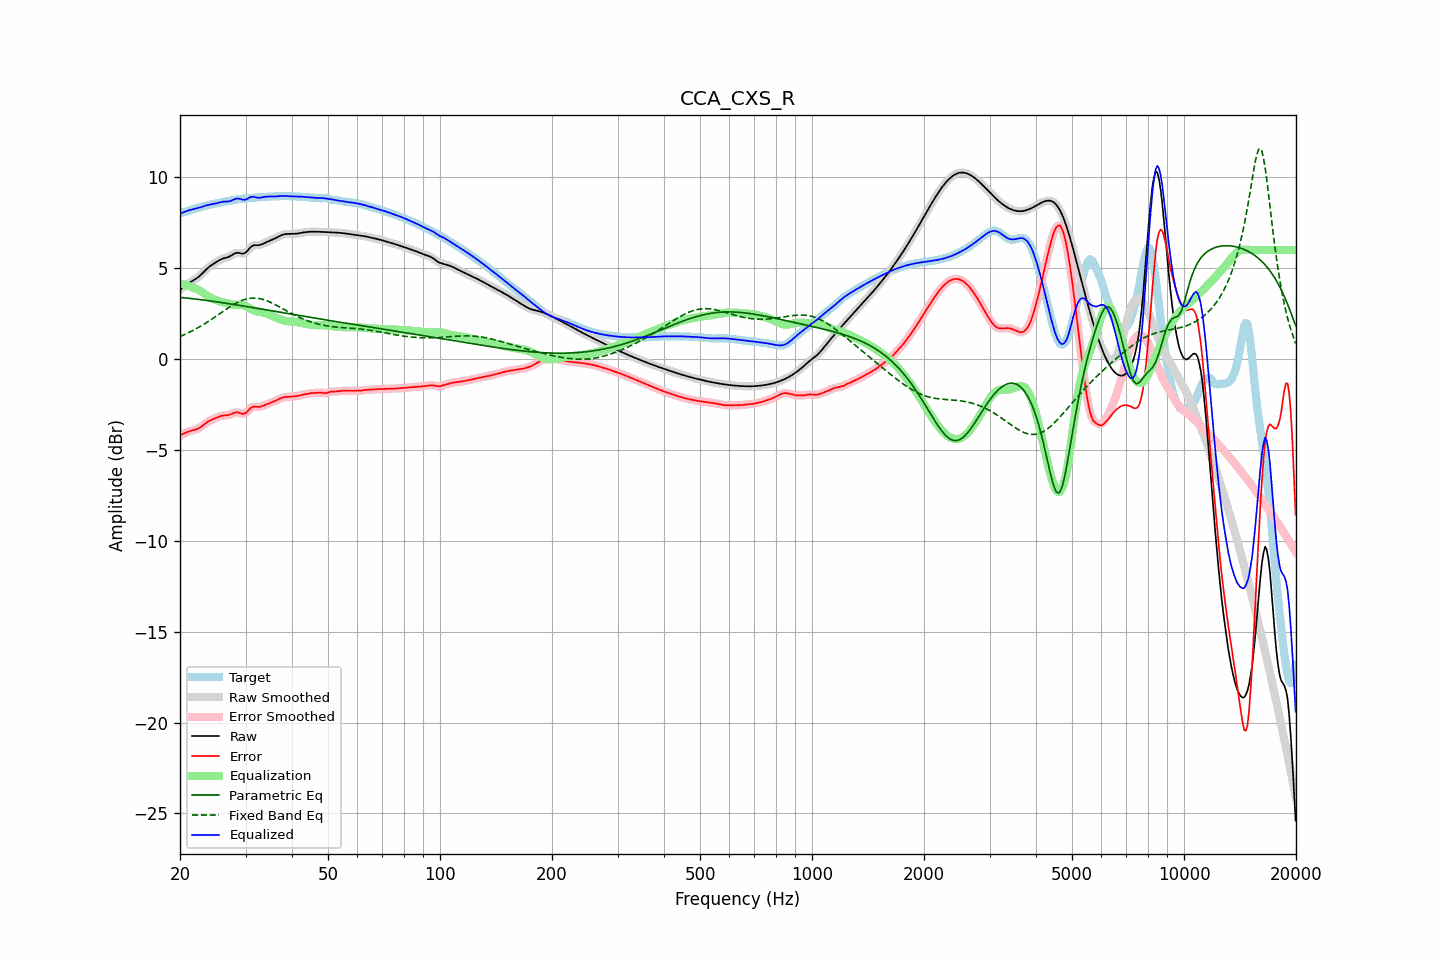 CCA_CXS_R
Amplitude (dBr)
10
5
0
−5
−10
−15
−20
−25
Target
Raw Smoothed
Error Smoothed
Raw
Error
Equalization
Parametric Eq
Fixed Band Eq
Equalized
20 50 100 200 500 1000 2000 5000 10000 20000
Frequency (Hz)